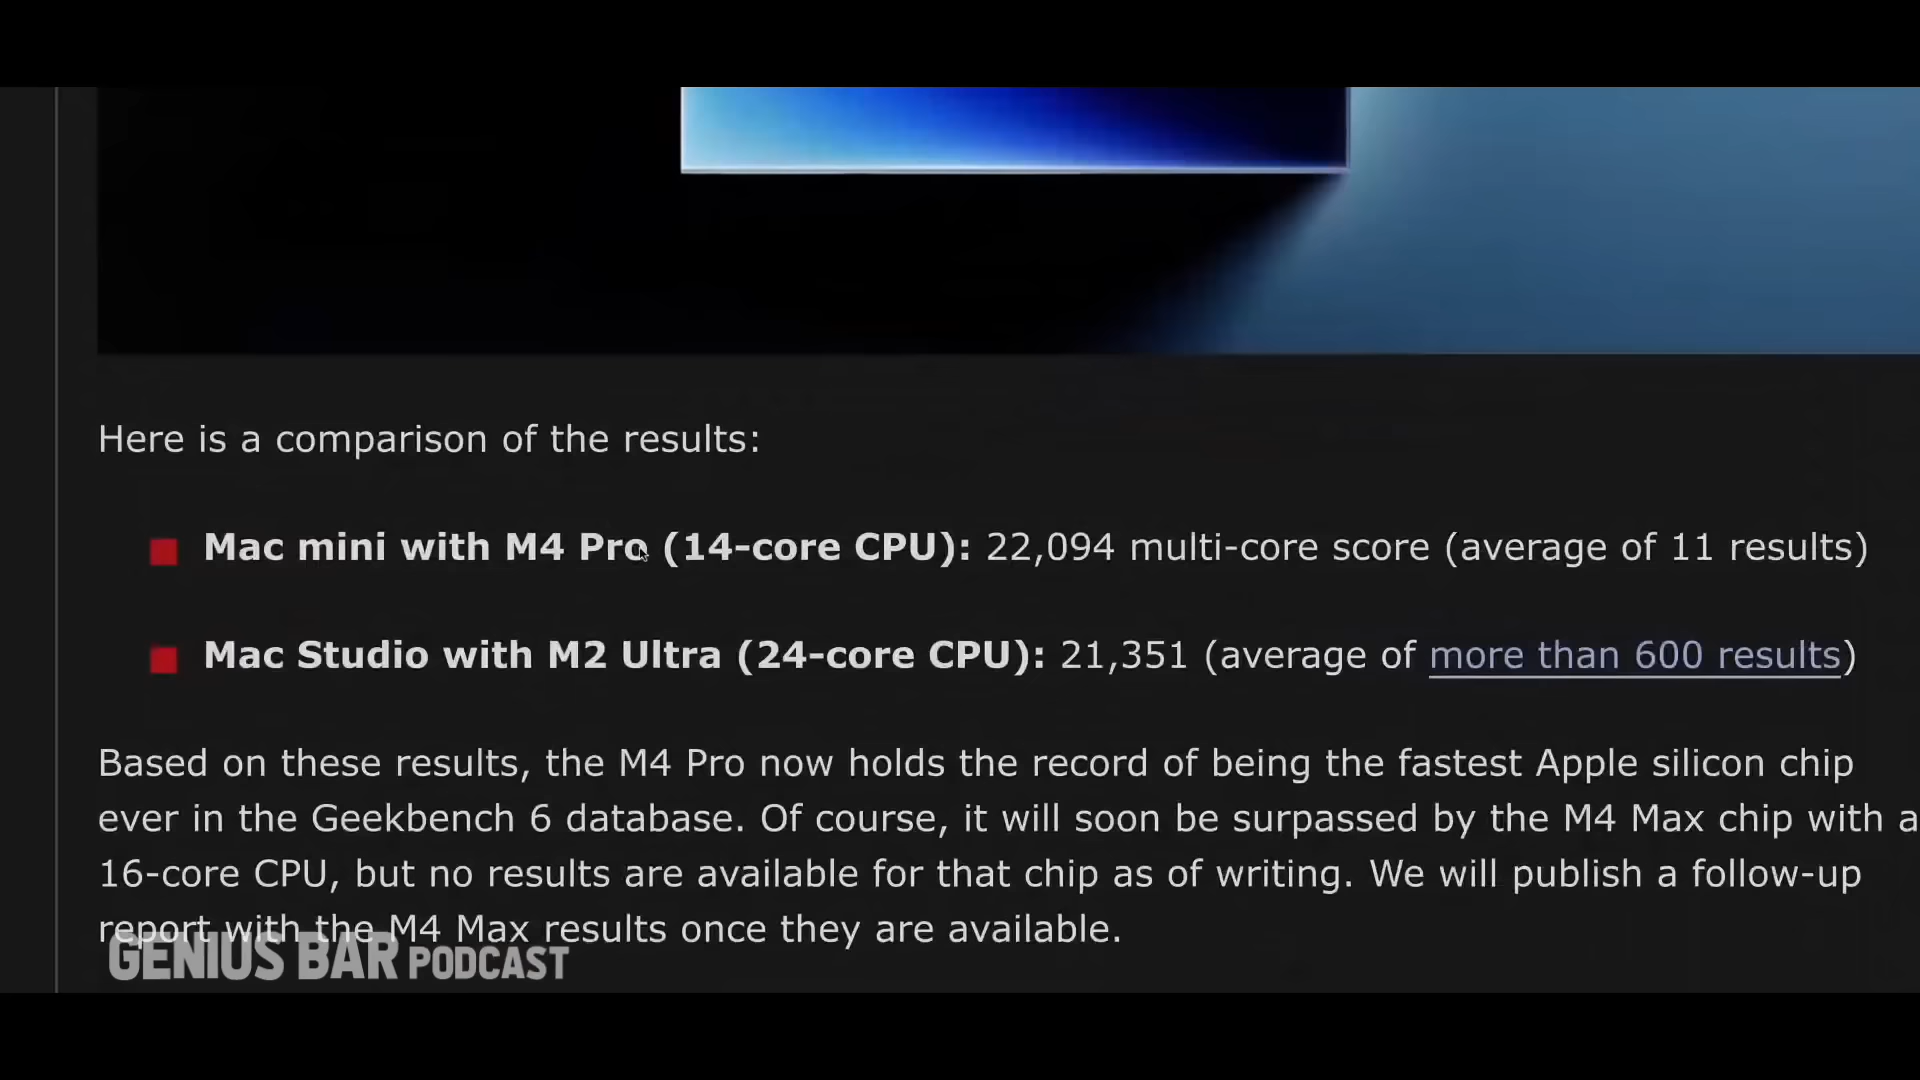 Here is a comparison of the results:
Mac mini with M4 Pro (14-core CPU): 22,094 multi-core score (average of 11 results)
Mac Studio with M2 Ultra (24-core CPU): 21,351 (average of more than 600 results)
Based on these results, the M4 Pro now holds the record of being the fastest Apple silicon chip
ever in the Geekbench 6 database. Of course, it will soon be surpassed by the M4 Max chip with a
16-core CPU, but no results are available for that chip as of writing. We will publish a follow-up
report with the M4 Max results once they are available.
GENIUS BAR PODCAST